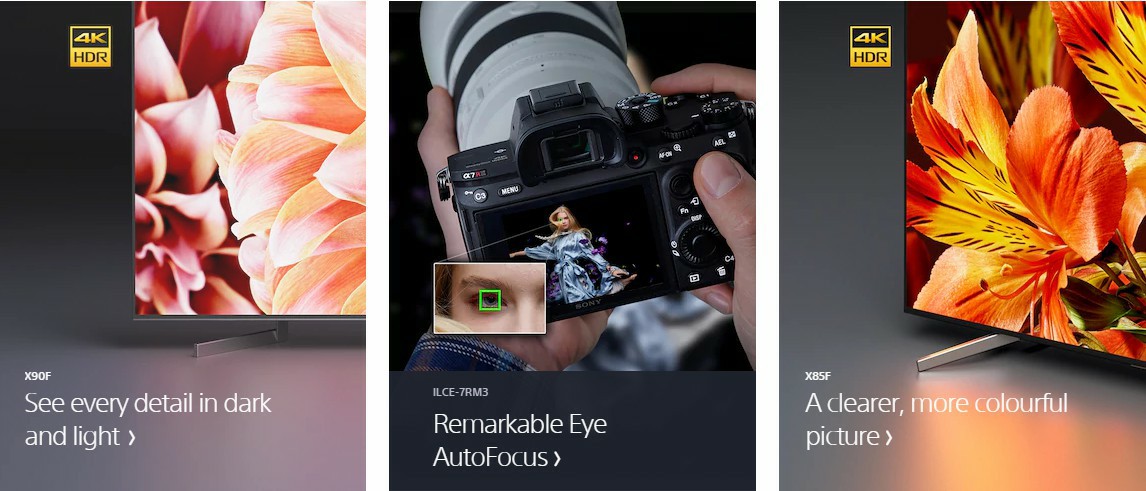 4K
HDR
X90F
See every detail in dark
and light ›
α7RIII
C3
MENU
AF-ON
AEL
Fn
DISP
C4
SONY
ILCE-7RM3
Remarkable Eye
AutoFocus ›
4K
HDR
X85F
A clearer, more colourful
picture ›